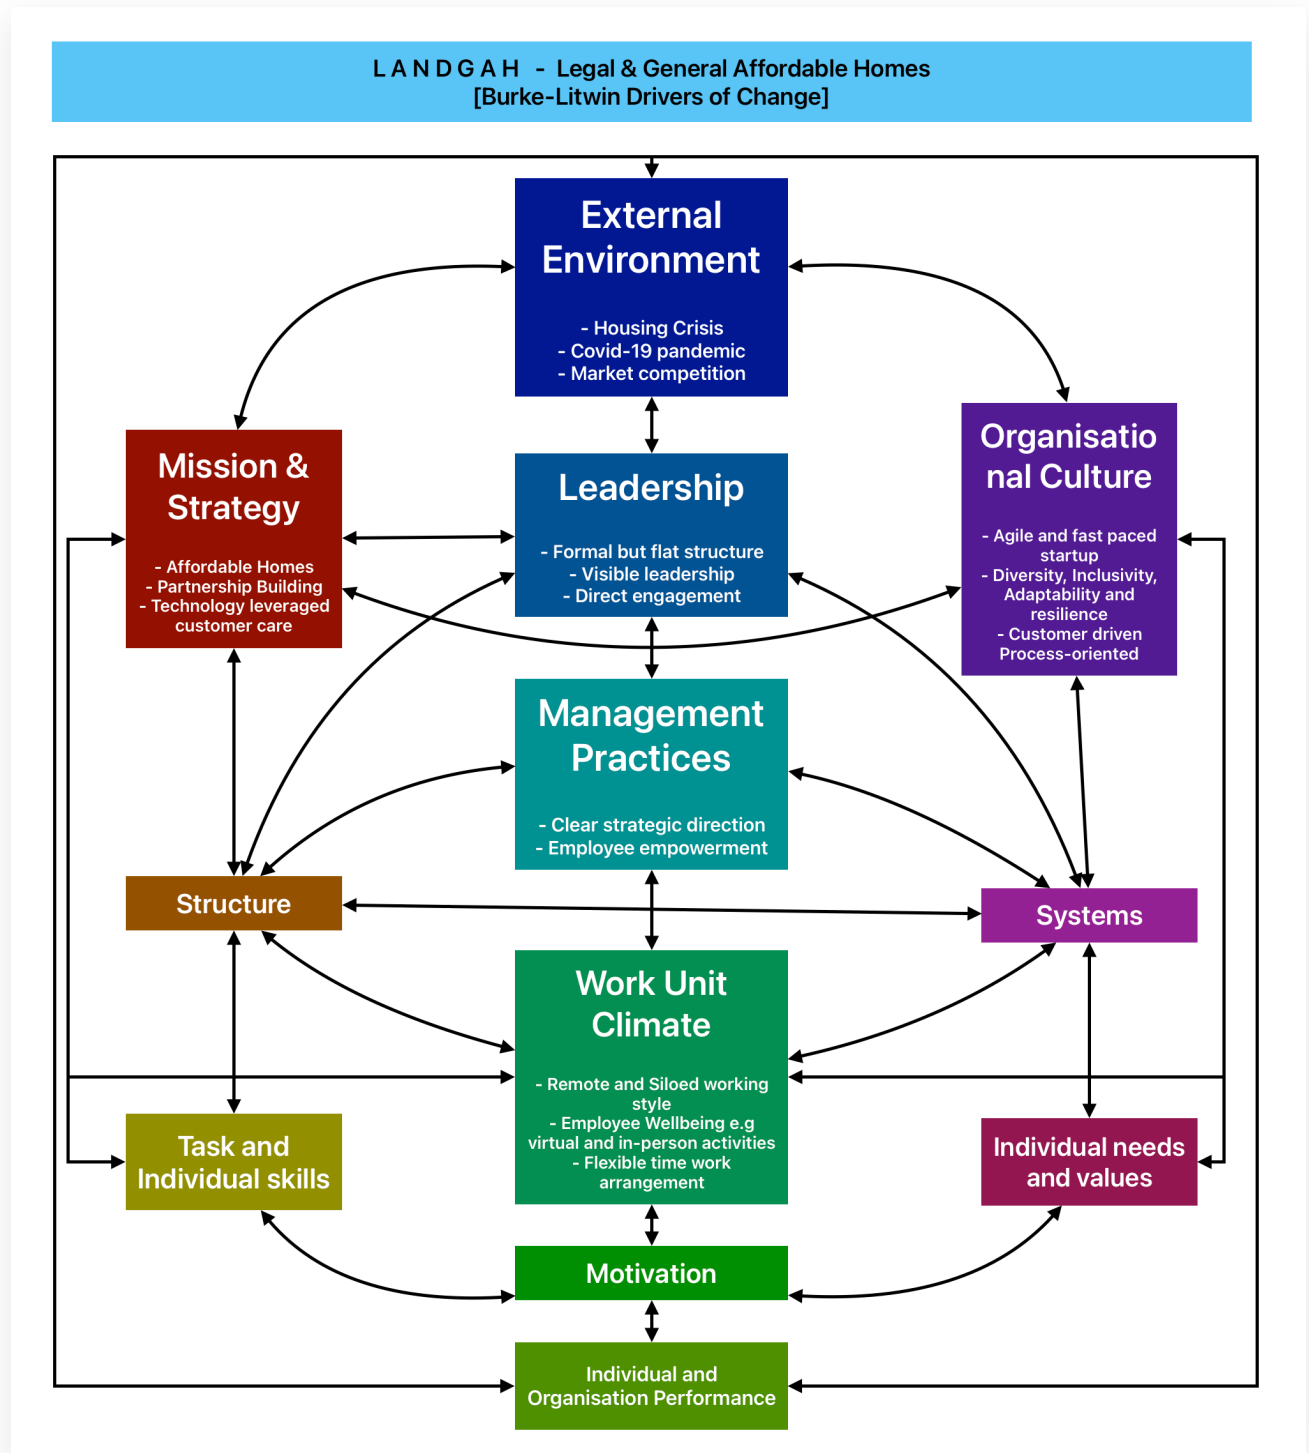 L A N D G A H - Legal & General Affordable Homes
[Burke-Litwin Drivers of Change]
External
Environment
- Housing Crisis
- Covid-19 pandemic
- Market competition
Mission &
Strategy
- Affordable Homes
- Partnership Building
- Technology leveraged
customer care
Leadership
- Formal but flat structure
- Visible leadership
- Direct engagement
Organisatio
nal Culture
- Agile and fast paced
startup
- Diversity, Inclusivity,
Adaptability and
resilience
- Customer driven
Process-oriented
Management
Practices
- Clear strategic direction
- Employee empowerment
Structure
Systems
Work Unit
Climate
- Remote and Siloed working
style
- Employee Wellbeing e.g
virtual and in-person activities
- Flexible time work
arrangement
Task and
Individual skills
Individual needs
and values
Motivation
Individual and
Organisation Performance